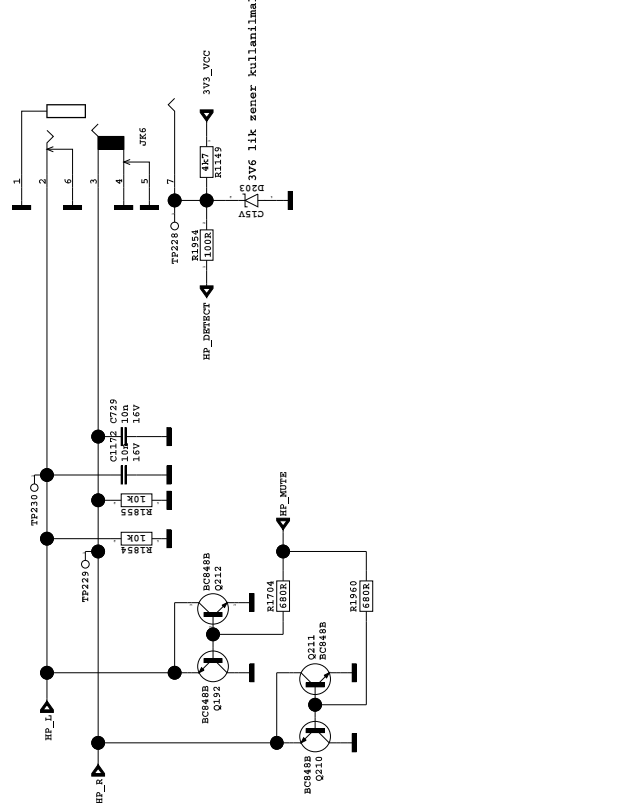 3V6 lik zener kullanilma
3V3_VCC
JK6
1
2
6
3
4
5
7
4k7
R1149
D203
C15V
TP228
R1954
100R
HP_DETECT
C729
10n
16V
C1172
10n
16V
TP230
10k
R1855
10k
R1854
TP229
HP_MUTE
BC848B
Q212
R1704
680R
R1960
680R
Q211
BC848B
BC848B
Q192
HP_L
BC848B
Q210
HP_R